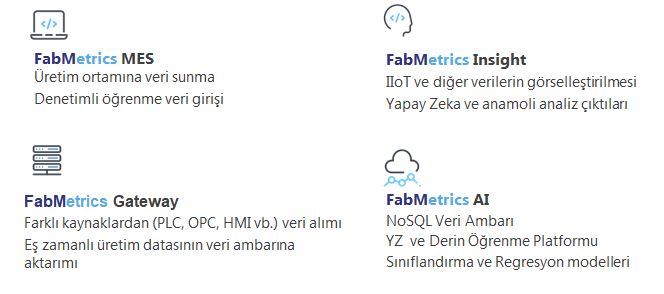 FabMetrics MES
Üretim ortamına veri sunma
Denetimli öğrenme veri girişi
FabMetrics Insight
IIoT ve diğer verilerin görselleştirilmesi
Yapay Zeka ve anamoli analiz çıktıları
FabMetrics Gateway
Farklı kaynaklardan (PLC, OPC, HMI vb.) veri alımı
Eş zamanlı üretim datasının veri ambarına
aktarımı
FabMetrics AI
NoSQL Veri Ambarı
YZ ve Derin Öğrenme Platformu
Sınıflandırma ve Regresyon modelleri